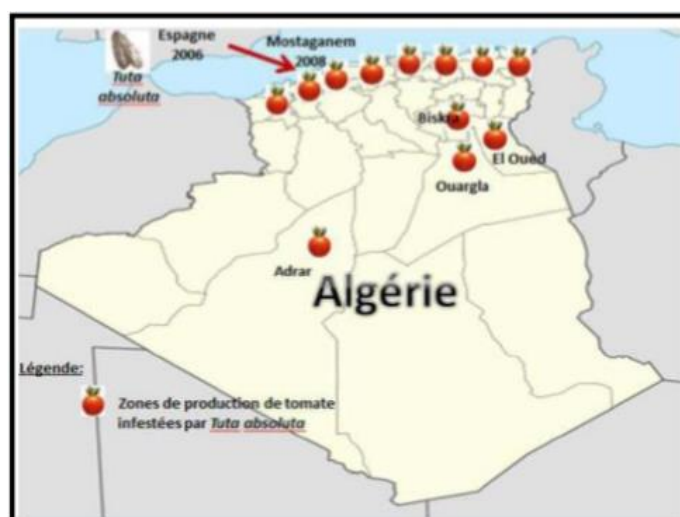 Espagne
2006
Mostaganem
2008
Tuta
absoluta
Biskra
El Oued
Ouargla
Adrar
Algérie
Légende:
Zones de production de tomate
infestées par Tuta absoluta